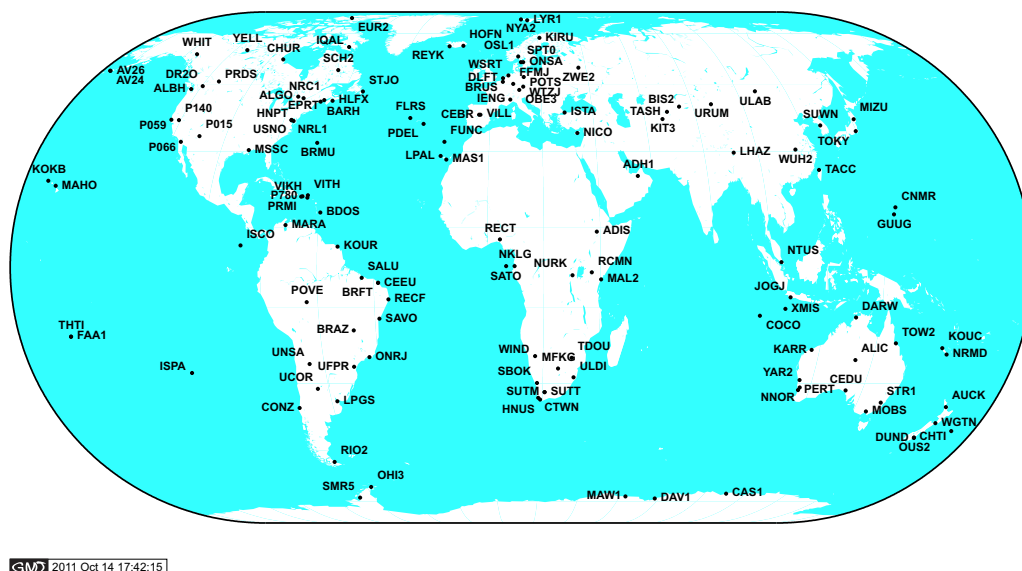 EUR2
NYA2
LYR1
HOFN
KIRU
OSL1
YELL
IQAL
CHUR
WHIT
REYK
SPT0
SCH2
WSRT
ONSA
AV26
AV24
DR2O
PRDS
STJO
DLFT
FFMJ
ZWE2
ALBH
NRC1
BRUS
POTS
ALGO
WTZJ
EPRT
HLFX
IENG
OBE3
P140
HNPT
BARH
FLRS
CEBR
VILL
ISTA
TASH
BIS2
URUM
ULAB
SUWN
MIZU
P059
P015
USNO
NRL1
PDEL
FUNC
NICO
KIT3
TOKY
P066
MSSC
BRMU
LPAL
MAS1
ADH1
LHAZ
WUH2
TACC
KOKB
MAHO
VIKH
VITH
P780
PRMI
BDOS
CNMR
GUUG
ISCO
MARA
KOUR
RECT
ADIS
NTUS
SALU
CEEU
NKLG
SATO
NURK
RCMN
MAL2
JOGJ
POVE
BRFT
RECF
XMIS
DARW
THTI
FAA1
BRAZ
SAVO
COCO
TOW2
KOUC
UNSA
ONRJ
WIND
MFKG
TDOU
KARR
ALIC
NRMD
ISPA
UCOR
UFPR
SBOK
ULDI
YAR2
CEDU
CONZ
LPGS
SUTM
SUTT
NNOR
PERT
STR1
AUCK
HNUS
CTWN
MOBS
WGTN
DUND
CHTI
OUS2
RIO2
SMR5
OHI3
MAW1
DAV1
CAS1
GMD 2011 Oct 14 17:42:15